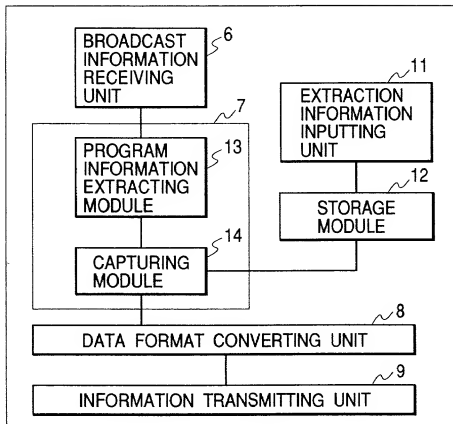 BROADCAST
INFORMATION
RECEIVING
UNIT
6
7
PROGRAM
INFORMATION
EXTRACTING
MODULE
13
CAPTURING
MODULE
14
EXTRACTION
INFORMATION
INPUTTING
UNIT
11
STORAGE
MODULE
12
DATA FORMAT CONVERTING UNIT
8
INFORMATION TRANSMITTING UNIT
9